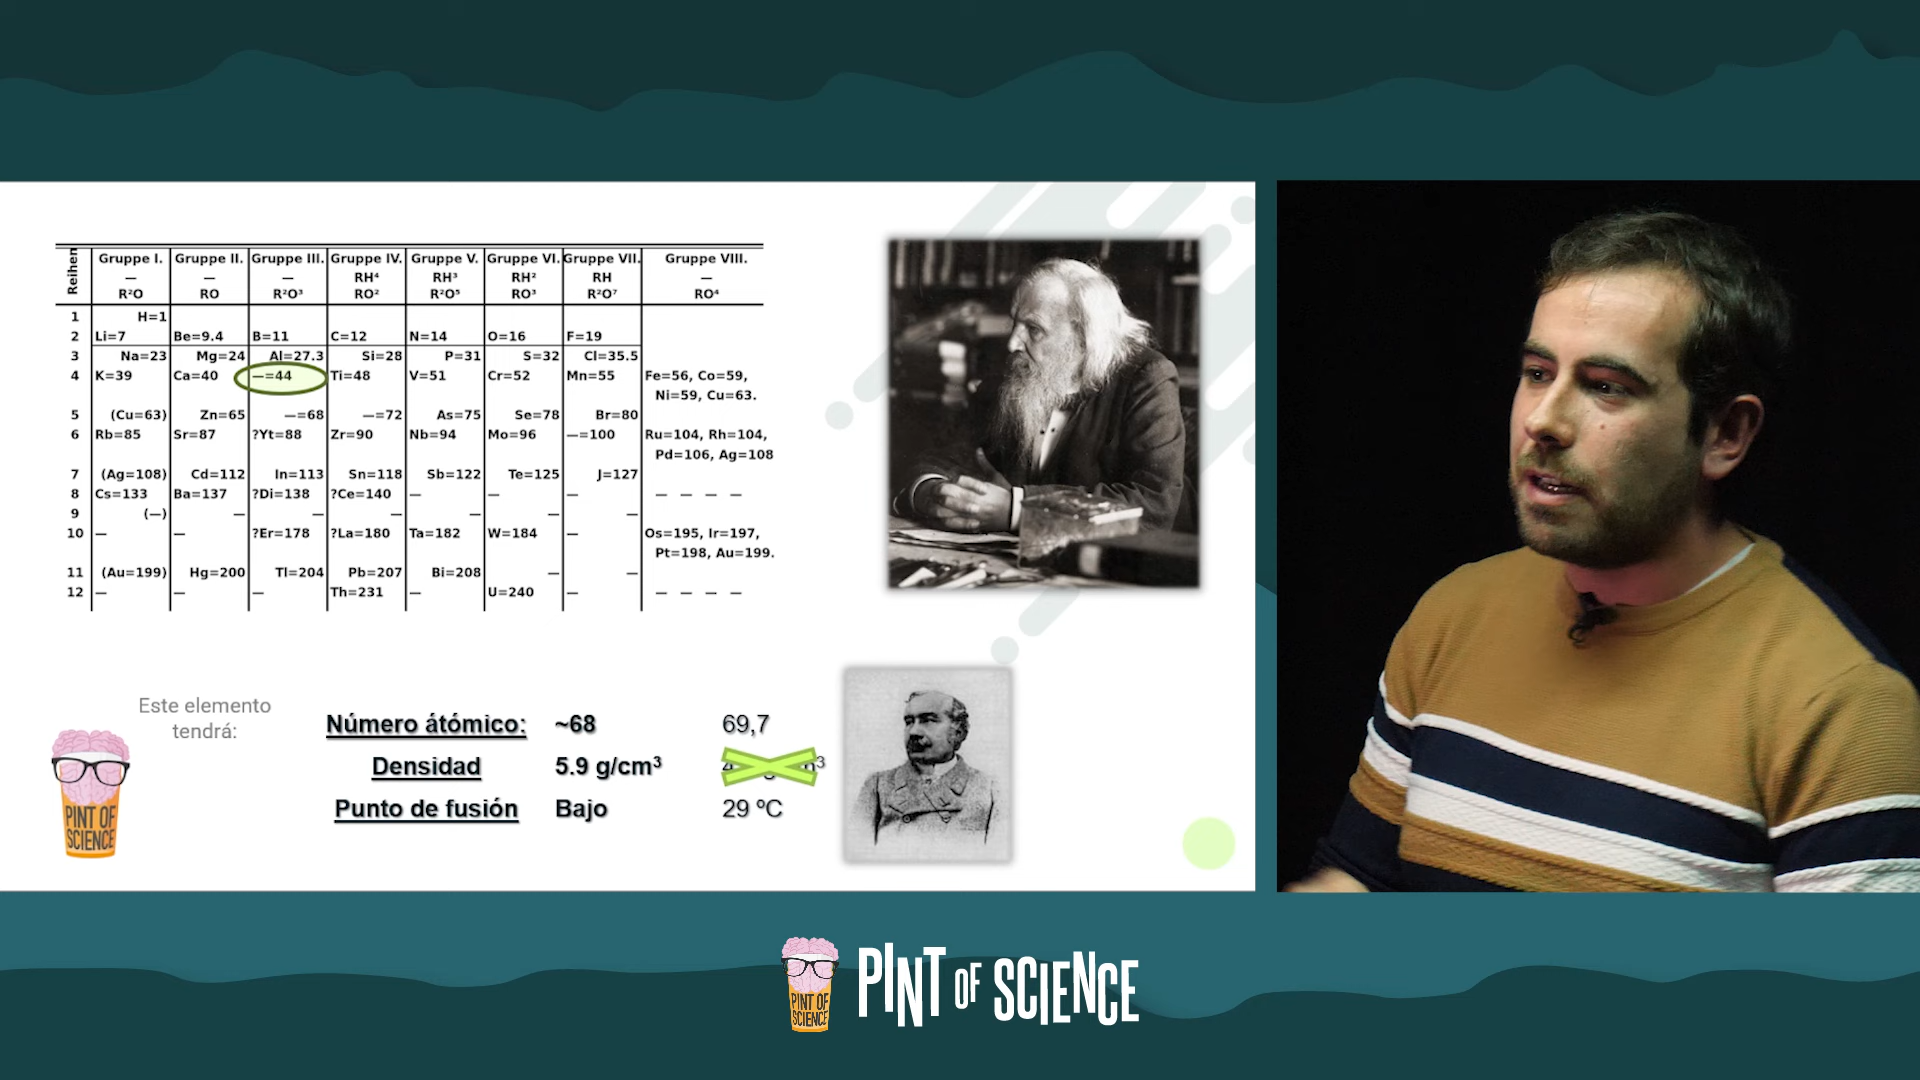 Reihen
Gruppe I. Gruppe II. Gruppe III. Gruppe IV. Gruppe V. Gruppe VI. Gruppe VII. Gruppe VIII.
— — — RH⁴ RH³ RH² RH —
R²O RO R²O³ RO² R²O⁵ RO³ R²O⁷ RO⁴
1 H=1
2 Li=7 Be=9.4 B=11 C=12 N=14 O=16 F=19
3 Na=23 Mg=24 Al=27.3 Si=28 P=31 S=32 Cl=35.5
4 K=39 Ca=40 —=44 Ti=48 V=51 Cr=52 Mn=55 Fe=56, Co=59,
Ni=59, Cu=63.
5 (Cu=63) Zn=65 —=68 —=72 As=75 Se=78 Br=80
6 Rb=85 Sr=87 ?Yt=88 Zr=90 Nb=94 Mo=96 —=100 Ru=104, Rh=104,
Pd=106, Ag=108
7 (Ag=108) Cd=112 In=113 Sn=118 Sb=122 Te=125 J=127
8 Cs=133 Ba=137 ?Di=138 ?Ce=140 — — — — — — —
9 (—) — — — — — —
10 — — ?Er=178 ?La=180 Ta=182 W=184 — Os=195, Ir=197,
Pt=198, Au=199.
11 (Au=199) Hg=200 Tl=204 Pb=207 Bi=208 — —
12 — — — Th=231 — U=240 — — — — —
Este elemento
tendrá:
Número átómico: ~68 69,7
Densidad 5.9 g/cm³
Punto de fusión Bajo 29 ºC
PINT OF
SCIENCE
PINT OF
SCIENCE
PINT OF SCIENCE